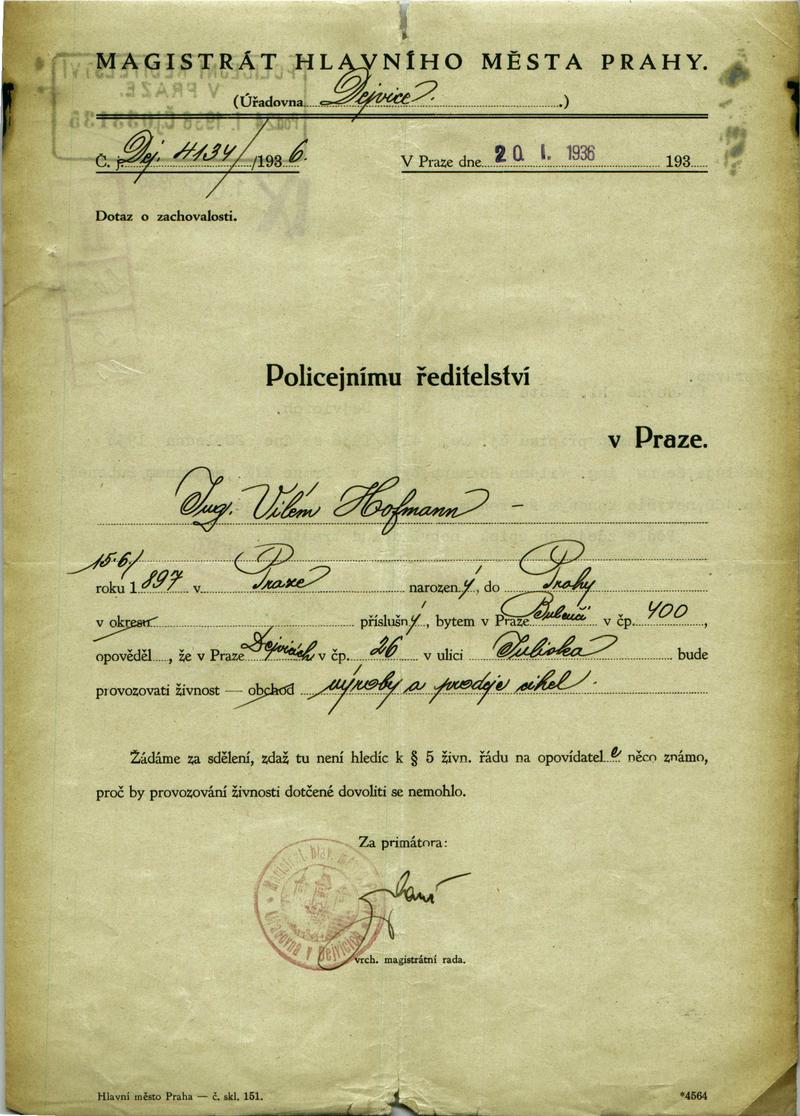 MAGISTRÁT HLAVNÍHO MĚSTA PRAHY.
(Úřadovna Dejvice.)
Č. j. Dej. 4134/1936.
V Praze dne 20. I. 1936 193
Dotaz o zachovalosti.
Policejnímu ředitelství
v Praze.
Ing. Vilém Hofmann –
15.6/
roku 1897 v Praze narozený, do Prahy
v okresu příslušný, bytem v Praze Bubenči v čp. 400,
opověděl, že v Praze Dejvicích v čp. 26 v ulici Juliska bude
provozovati živnost — obchod výroby a prodeje cihel.
Žádáme za sdělení, zdaž tu není hledíc k § 5 živn. řádu na opovídatele něco známo,
proč by provozování živnosti dotčené dovoliti se nemohlo.
Za primátora:
vrch. magistrátní rada.
Hlavní město Praha — č. skl. 151.
*4564